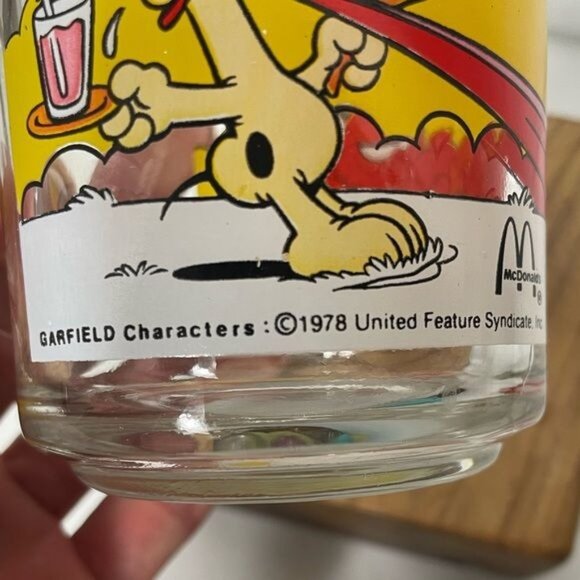 McDonald's
®
GARFIELD Characters : ©1978 United Feature Syndicate, Inc